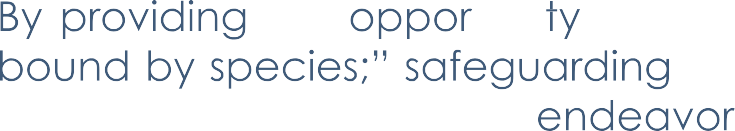 By providing oppor ty
bound by species;” safeguarding
endeavor